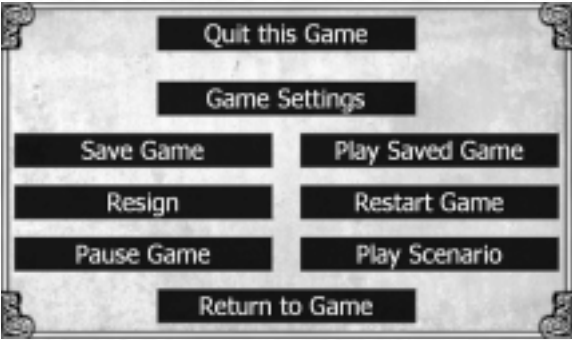 Quit this Game
Game Settings
Save Game
Play Saved Game
Resign
Restart Game
Pause Game
Play Scenario
Return to Game